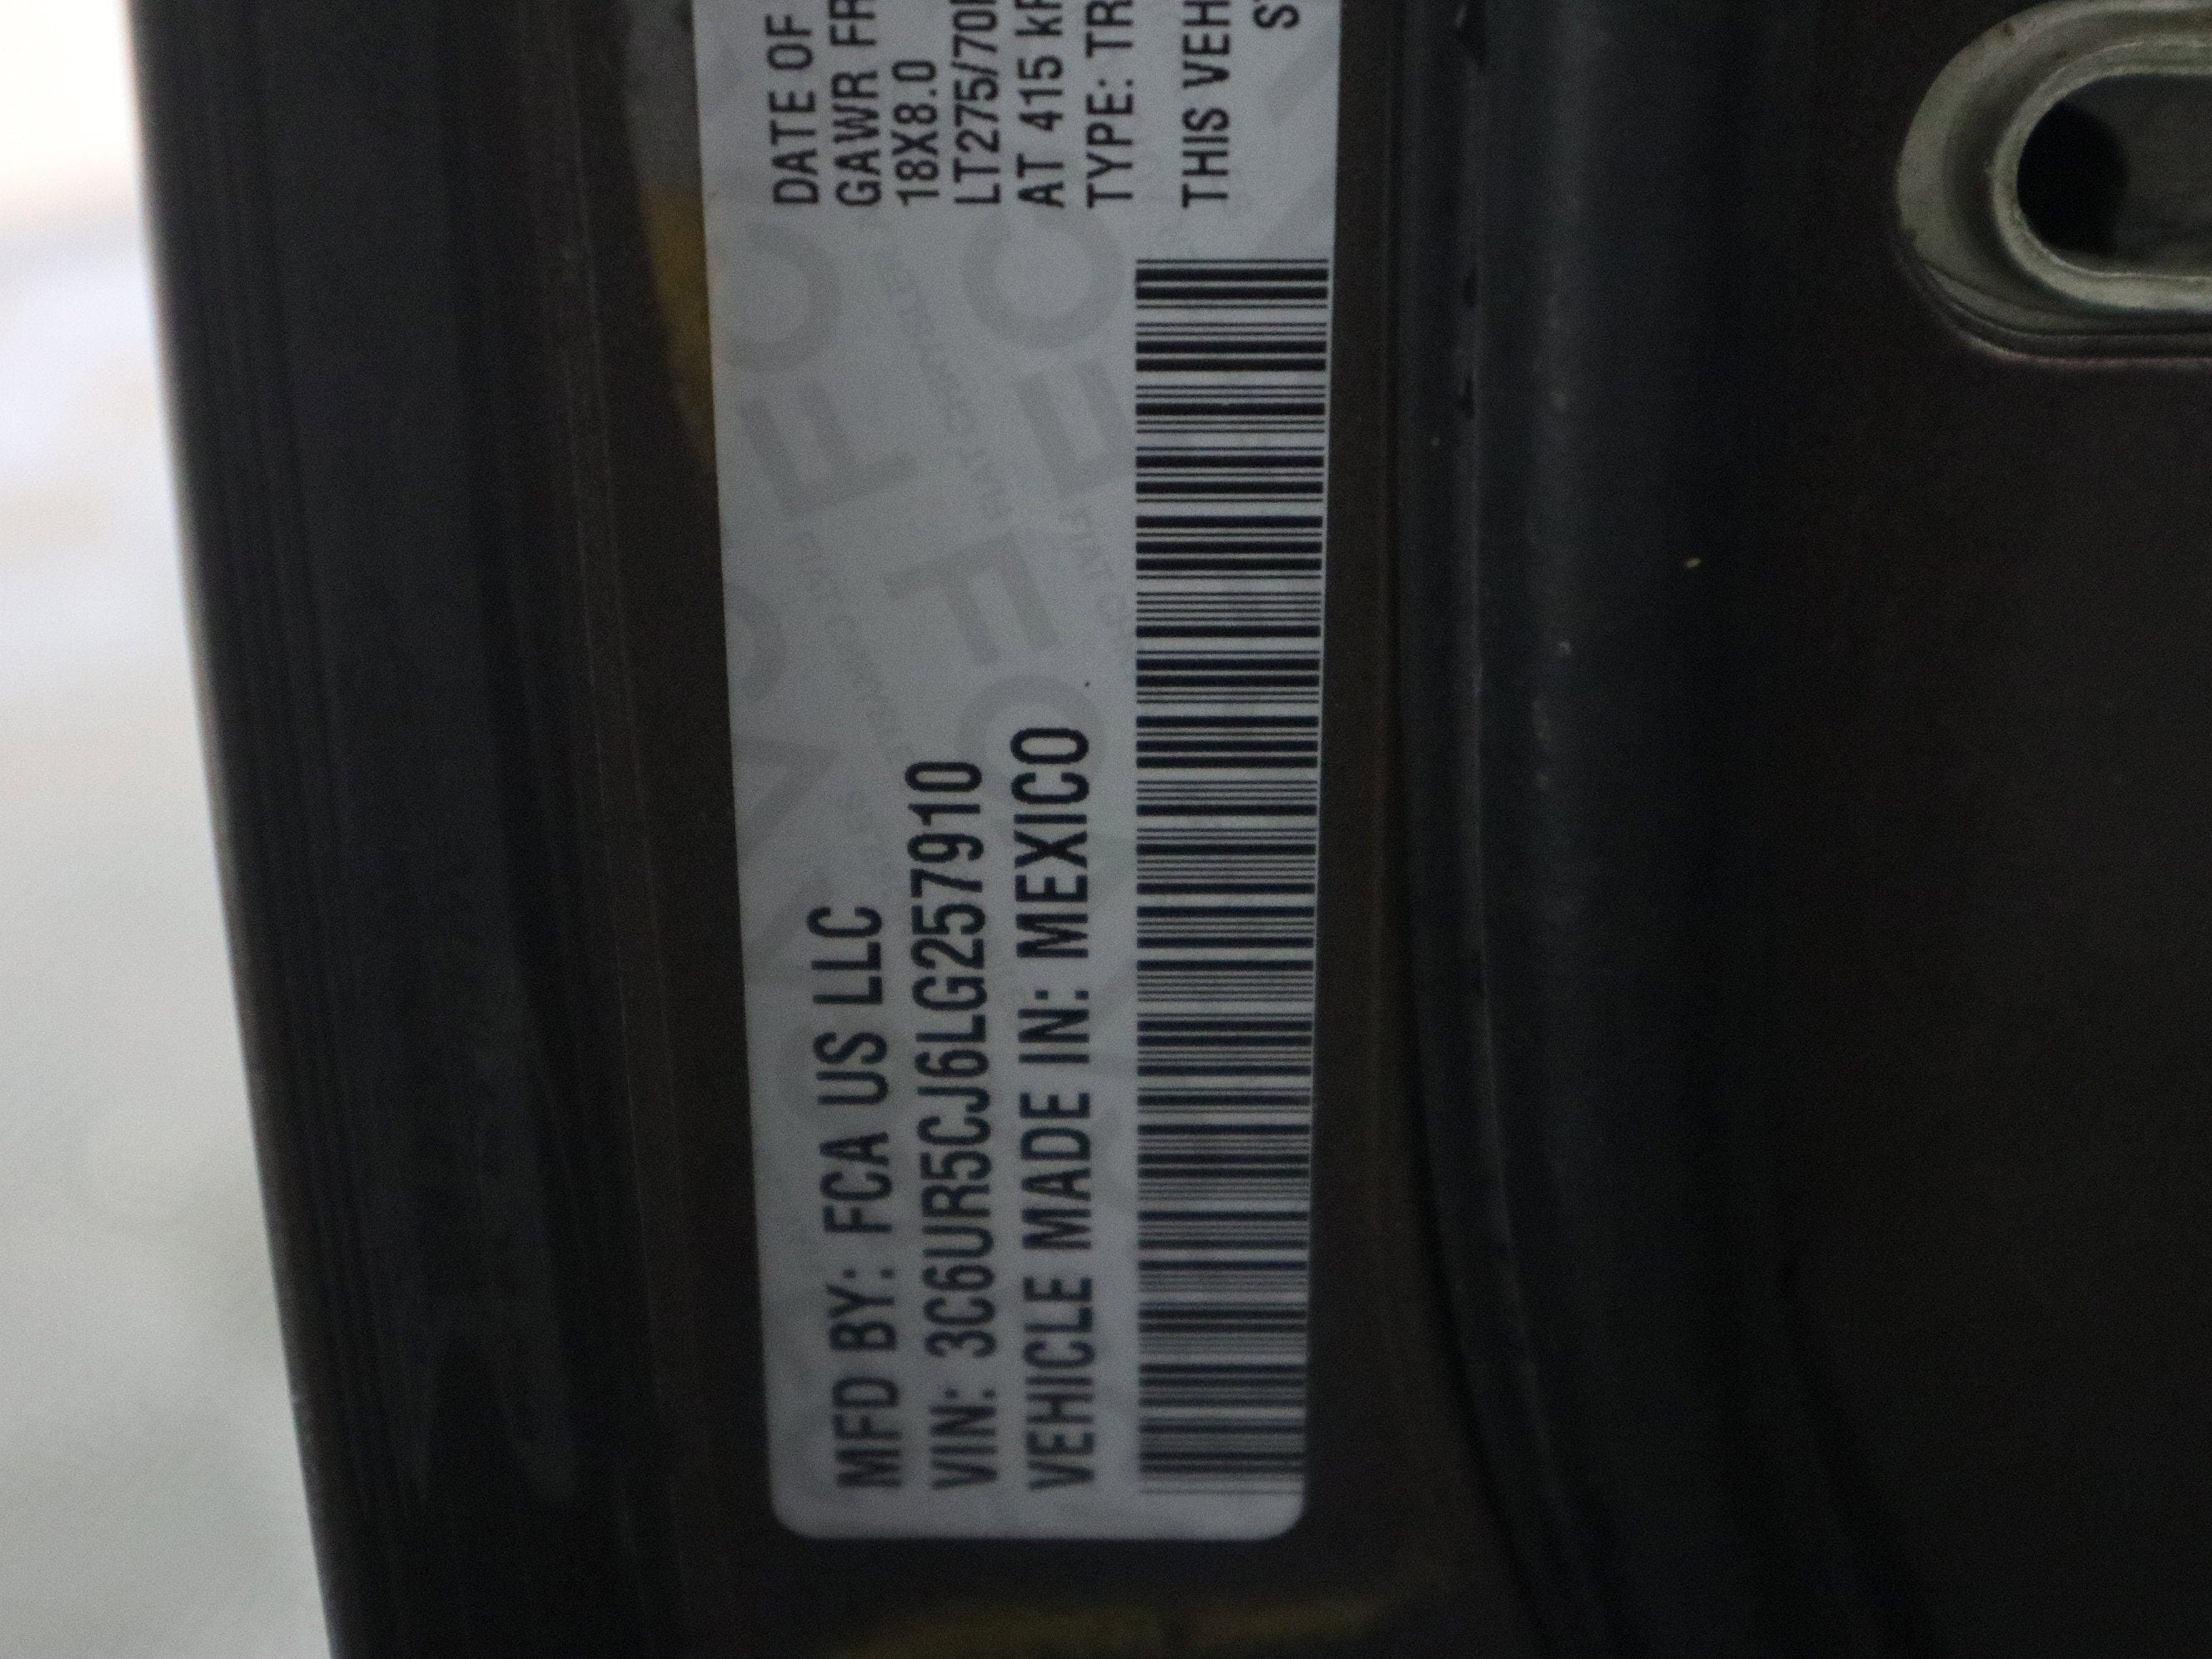 MFD BY: FCA US LLC
VIN: 3C6UR5CJ6LG257910
VEHICLE MADE IN: MEXICO
DATE OF
GAWR FR
18X8.0
LT275/70
AT 415 kP
TYPE: TR
THIS VEH